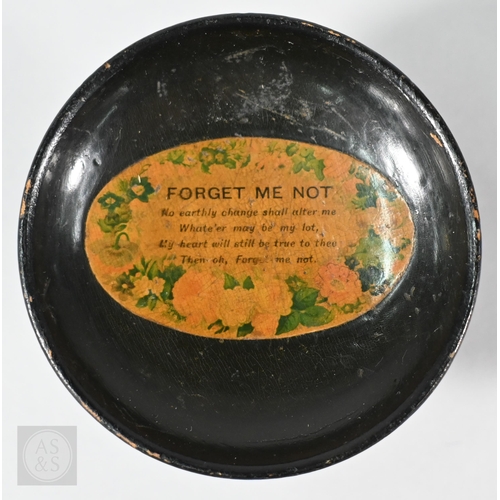 FORGET ME NOT
No earthly change shall alter me
Whate'er may be my lot,
My heart will still be true to thee
Then oh, Forget me not.
AS
&S